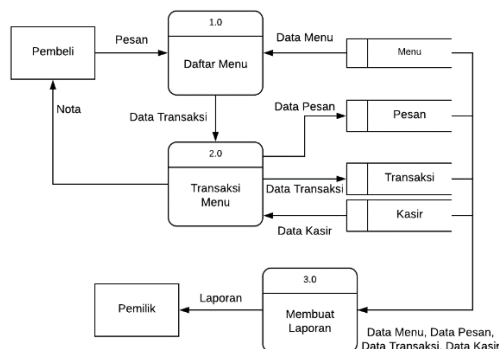 1.0
Pesan
Data Menu
Pembeli
Daftar Menu
Menu
Nota
Data Transaksi
Data Pesan
Pesan
2.0
Transaksi
Menu
Data Transaksi
Transaksi
Kasir
Data Kasir
3.0
Pemilik
Laporan
Membuat
Laporan
Data Menu, Data Pesan,
Data Transaksi, Data Kasir